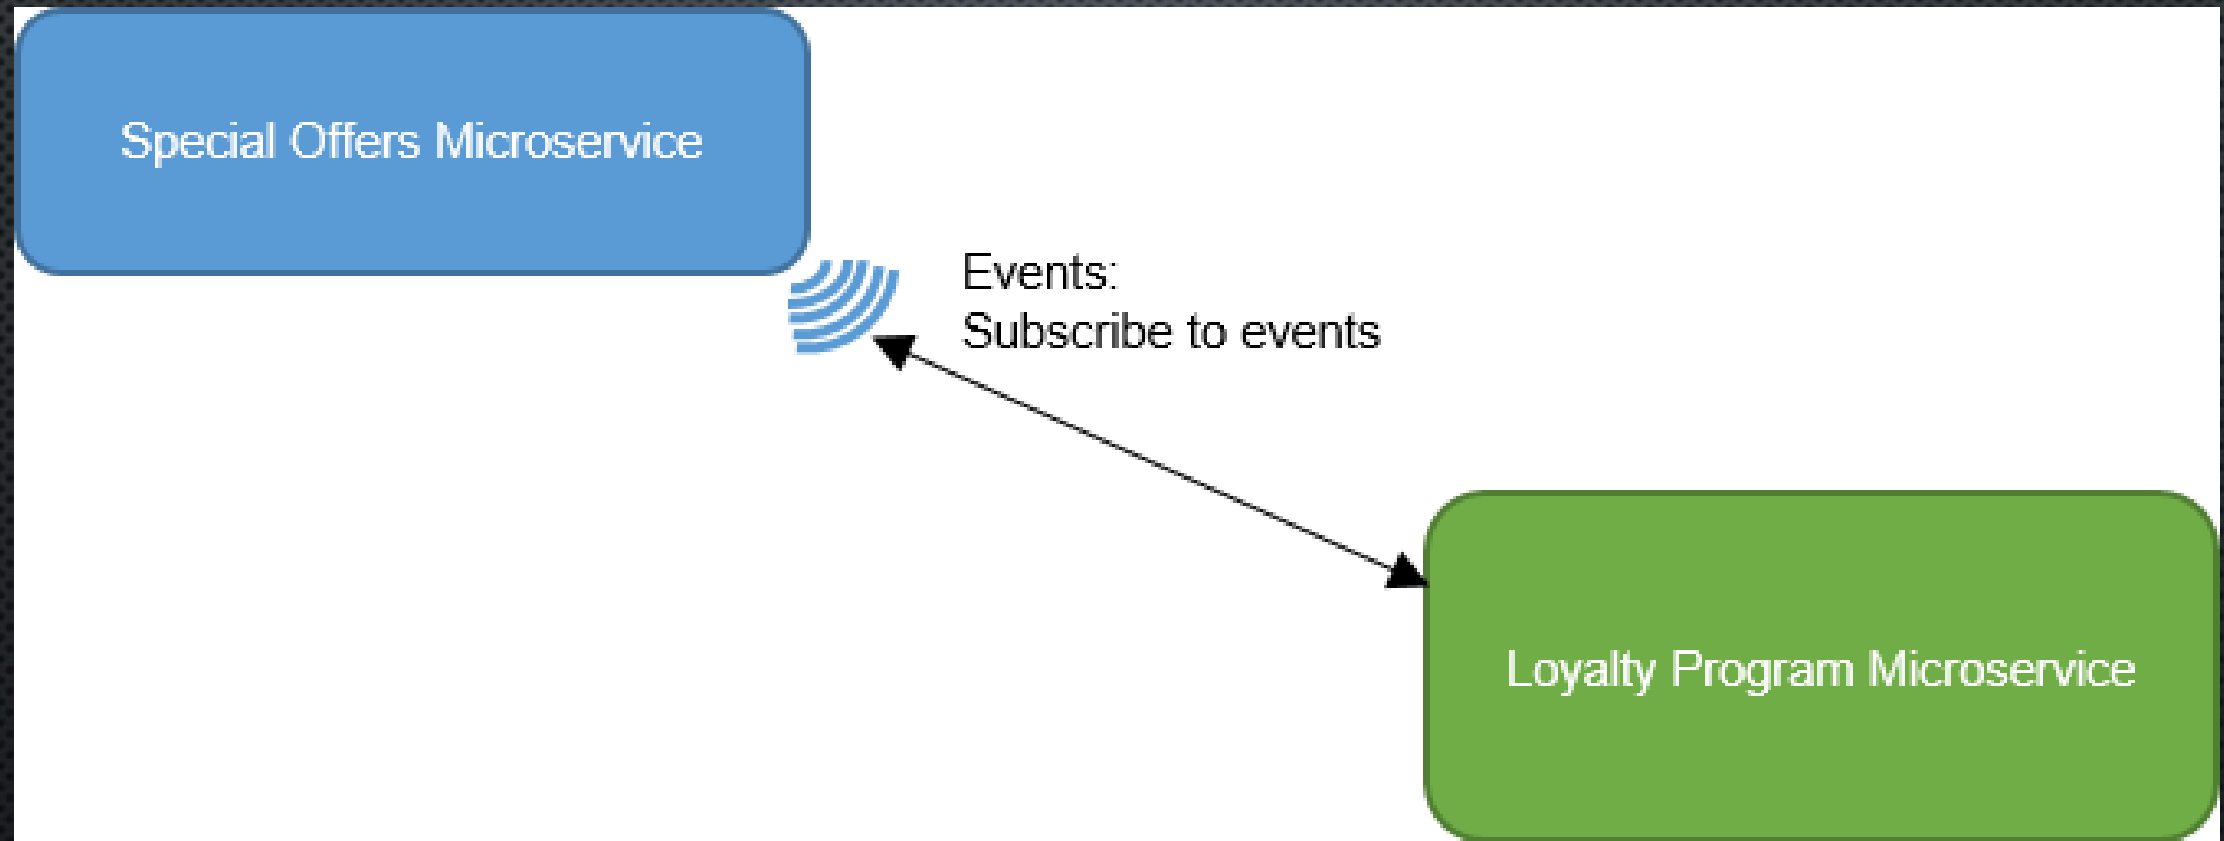 Special Offers Microservice
Events:
Subscribe to events
Loyalty Program Microservice